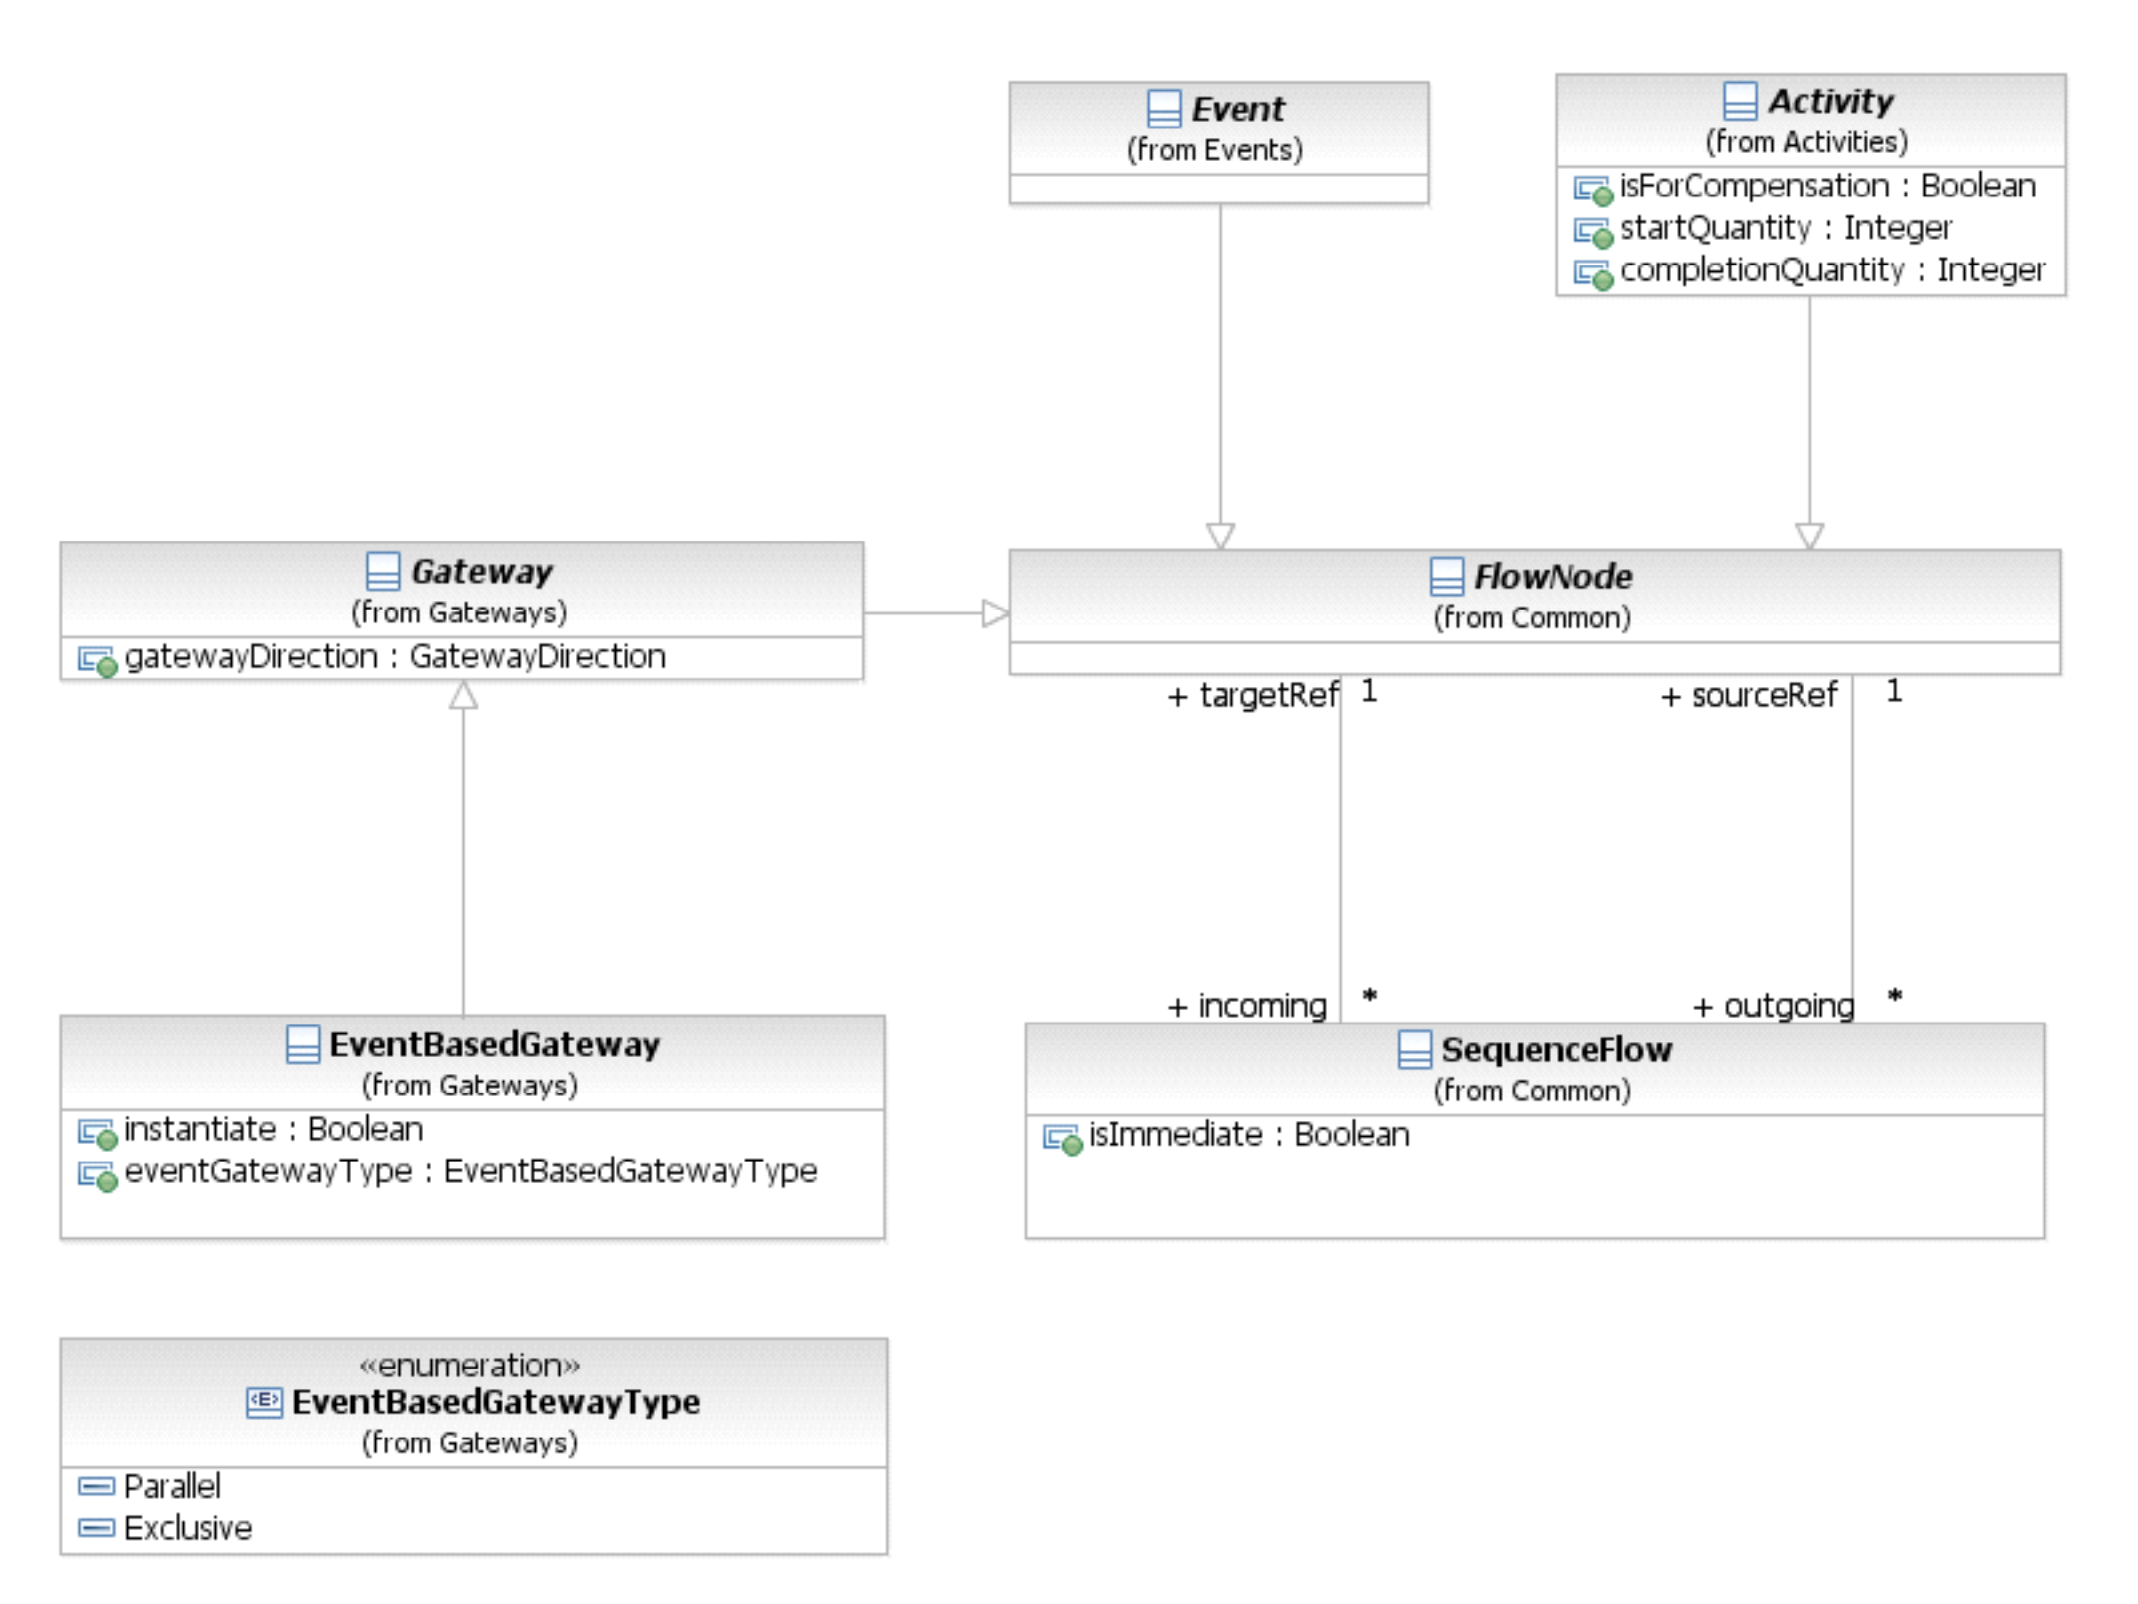 Event
(from Events)
Activity
(from Activities)
isForCompensation : Boolean
startQuantity : Integer
completionQuantity : Integer
Gateway
(from Gateways)
gatewayDirection : GatewayDirection
FlowNode
(from Common)
+ targetRef 1
+ sourceRef 1
+ incoming *
+ outgoing *
EventBasedGateway
(from Gateways)
instantiate : Boolean
eventGatewayType : EventBasedGatewayType
SequenceFlow
(from Common)
isImmediate : Boolean
«enumeration»
<E> EventBasedGatewayType
(from Gateways)
Parallel
Exclusive